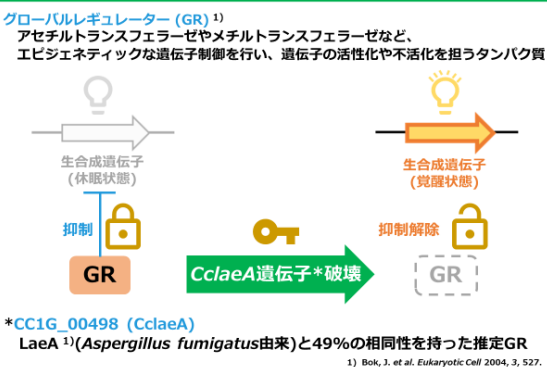 グローバルレギュレーター (GR) 1)
アセチルトランスフェラーゼやメチルトランスフェラーゼなど、
エピジェネティックな遺伝子制御を行い、遺伝子の活性化や不活化を担うタンパク質
生合成遺伝子
(休眠状態)
生合成遺伝子
(覚醒状態)
抑制
抑制解除
GR
CclaeA遺伝子*破壊
GR
*CC1G_00498 (CclaeA)
LaeA 1)(Aspergillus fumigatus由来)と49%の相同性を持った推定GR
1) Bok, J. et al. Eukaryotic Cell 2004, 3, 527.